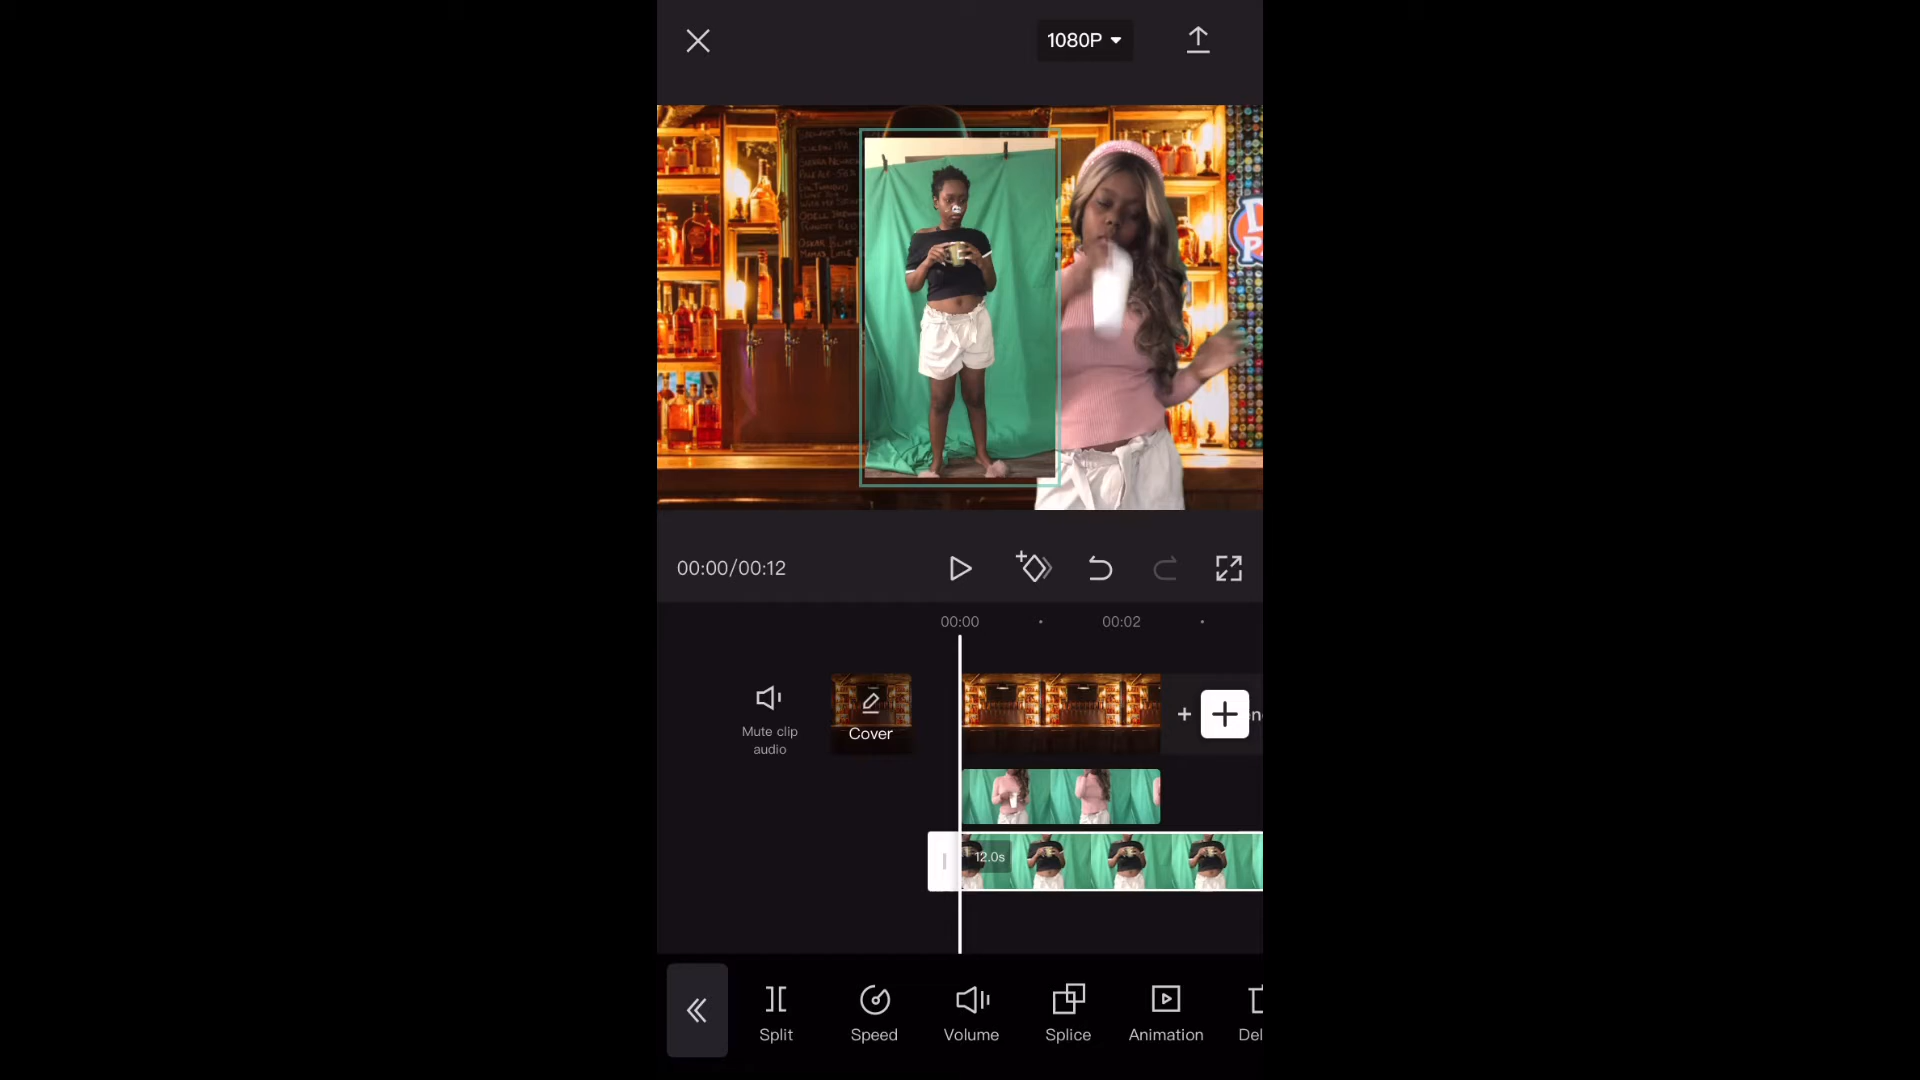 1080P
00:00/00:12
00:00
00:02
Mute clip
audio
Cover
12.0s
Split
Speed
Volume
Splice
Animation
Del